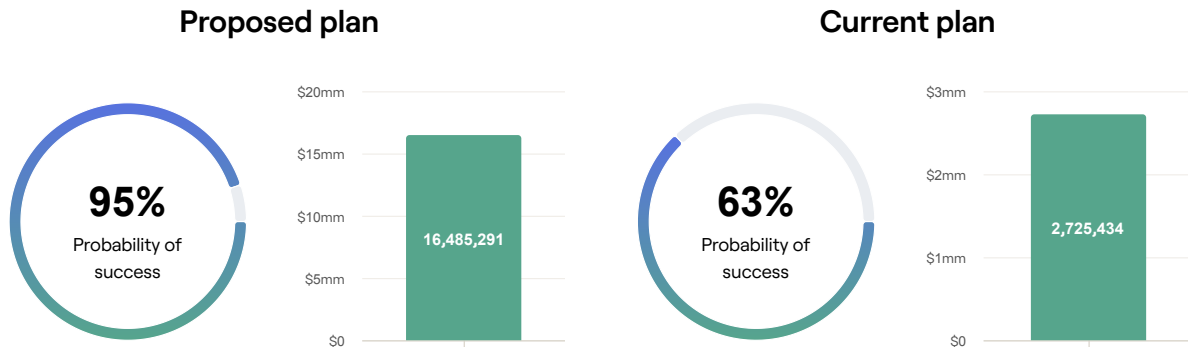 Proposed plan
95%
Probability of
success
$20mm
$15mm
$10mm
$5mm
$0
16,485,291
Current plan
63%
Probability of
success
$3mm
$2mm
$1mm
$0
2,725,434